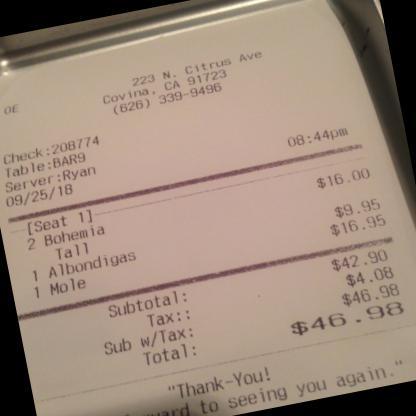 223 N. Citrus Ave
Covina, CA 91723
(626) 339-9496
OE
Check:208774
Table:BAR9 08:44pm
Server:Ryan
09/25/18
[Seat 1]
2 Bohemia $16.00
Tall
1 Albondigas $9.95
1 Mole $16.95
Subtotal: $42.90
Tax:: $4.08
Sub w/Tax: $46.98
Total: $46.98
"Thank-You!
to seeing you again."